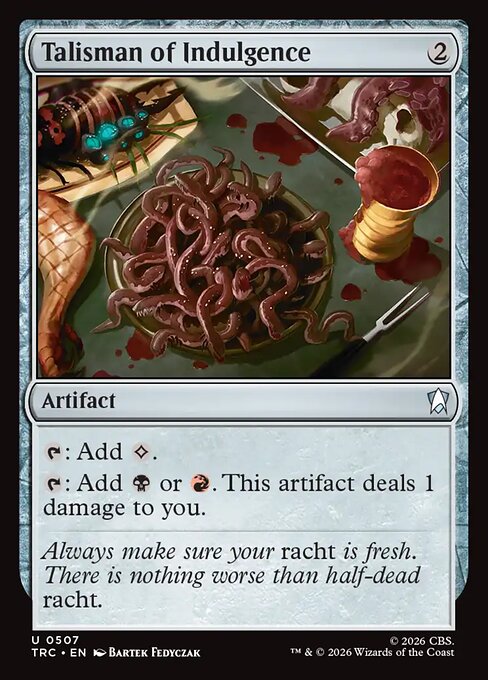 Talisman of Indulgence 2
Artifact
: Add .
: Add or . This artifact deals 1
damage to you.
Always make sure your racht is fresh.
There is nothing worse than half-dead
racht.
U 0507
TRC • EN Bartek Fedyczak
© 2026 CBS.
™ & © 2026 Wizards of the Coast